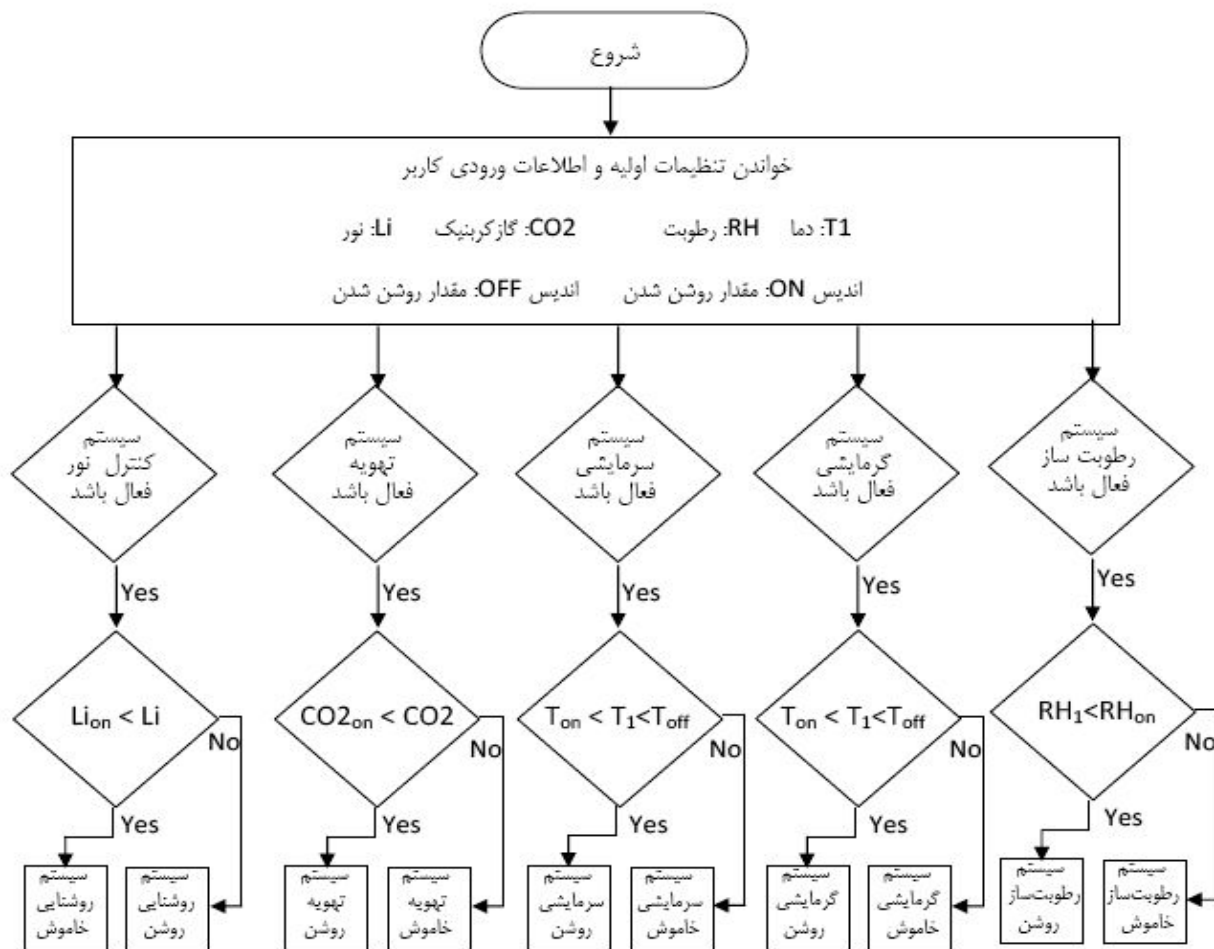 شروع
خواندن تنظیمات اولیه و اطلاعات ورودی کاربر
T1: دما RH: رطوبت CO2: گازکربنیک Li: نور
اندیس ON: مقدار روشن شدن اندیس OFF: مقدار روشن شدن
سیستم
رطوبت ساز
فعال باشد
سیستم
گرمایشی
فعال باشد
سیستم
سرمایشی
فعال باشد
سیستم
تهویه
فعال باشد
سیستم
کنترل نور
فعال باشد
Yes
Yes
Yes
Yes
Yes
RH₁<RHon
Ton < T₁<Toff
Ton < T₁<Toff
CO2on < CO2
Lion < Li
No
No
No
No
No
Yes
Yes
Yes
Yes
Yes
سیستم
رطوبت‌ساز
خاموش
سیستم
رطوبت‌ساز
روشن
سیستم
گرمایشی
خاموش
سیستم
گرمایشی
روشن
سیستم
سرمایشی
خاموش
سیستم
سرمایشی
روشن
سیستم
تهویه
خاموش
سیستم
تهویه
روشن
سیستم
روشنایی
روشن
سیستم
روشنایی
خاموش